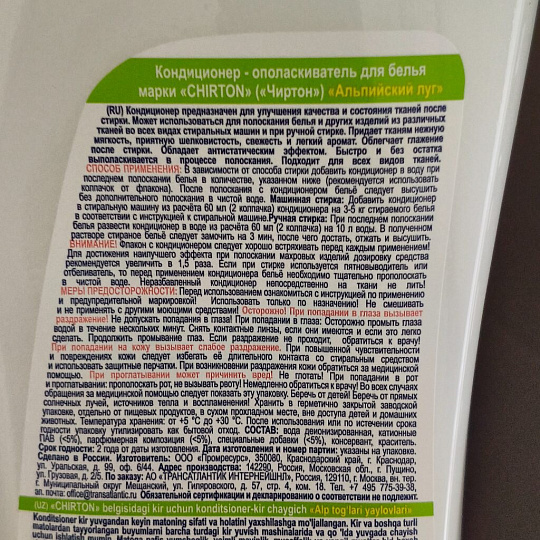 Кондиционер - ополаскиватель для белья
марки «CHIRTON» («Чиртон») «Альпийский луг»
(RU) Кондиционер предназначен для улучшения качества и состояния тканей после
стирки. Может использоваться для полоскания белья и других изделий из различных
тканей во всех видах стиральных машин и при ручной стирке. Придает тканям нежную
мягкость, приятную шелковистость, свежесть и легкий аромат. Облегчает глажение
после стирки. Обладает антистатическим эффектом. Быстро и без остатка
выполаскивается в процессе полоскания. Подходит для всех видов тканей.
СПОСОБ ПРИМЕНЕНИЯ: В зависимости от способа стирки добавить кондиционер в воду при
последнем полоскании белья в количестве, указанном ниже (рекомендуется использовать
колпачок от флакона). После полоскания с кондиционером бельё следует высушить
без дополнительного полоскания в чистой воде. Машинная стирка: Добавить кондиционер
в стиральную машину из расчёта 60 мл (2 колпачка) кондиционера на 3-5 кг стираемого белья
в соответствии с инструкцией к стиральной машине.Ручная стирка: При последнем полоскании
белья развести кондиционер в воде из расчёта 60 мл (2 колпачка) на 10 л воды. В полученном
растворе стираное бельё следует замочить на 3 мин, после чего достать, отжать и высушить.
ВНИМАНИЕ! Флакон с кондиционером следует хорошо встряхивать перед каждым применением!
Для достижения наилучшего эффекта при полоскании махровых изделий дозировку средства
рекомендуется увеличить в 1,5 раза. Если при стирке используется пятновыводитель или
отбеливатель, то перед применением кондиционера бельё необходимо тщательно прополоскать
в чистой воде. Неразбавленный кондиционер непосредственно на ткани не лить!
МЕРЫ ПРЕДОСТОРОЖНОСТИ: Перед использованием ознакомиться с инструкцией по применению
и предупредительной маркировкой! Использовать только по назначению! Не смешивать
и не применять с другими моющими средствами! Осторожно! При попадании в глаза вызывает
раздражение! Не допускать попадания в глаза! При попадании в глаза: Осторожно промыть глаза
водой в течение нескольких минут. Снять контактные линзы, если они имеются и если это легко
сделать. Продолжить промывание глаз. Если раздражение не проходит, обратиться к врачу!
При попадании на кожу вызывает слабое раздражение. При повышенной чувствительности
и повреждениях кожи следует избегать её длительного контакта со стиральным средством
и использовать защитные перчатки. При возникновении раздражения кожи обратиться за медицинской
помощью. При проглатывании может причинить вред! Не глотать! При попадании в рот
и проглатывании: прополоскать рот, не вызывать рвоту! Немедленно обратиться к врачу! Во всех случаях
обращения за медицинской помощью следует показать эту упаковку. Беречь от детей! Беречь от прямых
солнечных лучей, источников тепла и воспламенения! Хранить в герметично закрытой заводской
упаковке, отдельно от пищевых продуктов, в сухом прохладном месте, вне доступа детей и домашних
животных. Температура хранения: от +5 °С до +30 °С. После использования или по истечении срока
годности упаковку утилизировать как бытовой отход. СОСТАВ: вода деионизированная, катионные
ПАВ (<5%), парфюмерная композиция (<5%), специальные добавки (<5%), консервант, краситель.
Срок годности: 2 года от даты изготовления. Дата изготовления и номер партии: указаны на упаковке.
Сделано в России. Изготовитель: ООО «Промресурс», 350080, Краснодарский край, г. Краснодар,
ул. Уральская, д. 99, оф. 6/44. Адрес производства: 142290, Россия, Московская обл., г. Пущино,
ул. Грузовая, д. 2/5. По заказу: АО «ТРАНСАТЛАНТИК ИНТЕРНЕЙШНЛ», Россия, 129110, г. Москва, вн. тер.
г. Муниципальный округ Мещанский, ул. Гиляровского, д. 57, стр. 4, ком. 18. Тел. +7 495 775-39-38,
эл. почта: office@transatlantic.ru Обязательной сертификации и декларированию о соответствии не подлежит.
(UZ) «CHIRTON» belgisidagi kir uchun konditsioner-kir chaygich «Alp tog'lari yaylovlari»
Konditsioner kir yuvgandan keyin matoning sifati va holatini yaxshilashga mo'ljallangan. Kir va boshqa turli
matolardan tayyorlangan buyumlarni barcha turdagi kir yuvish mashinalarida va qo'lda yuvganda chayish